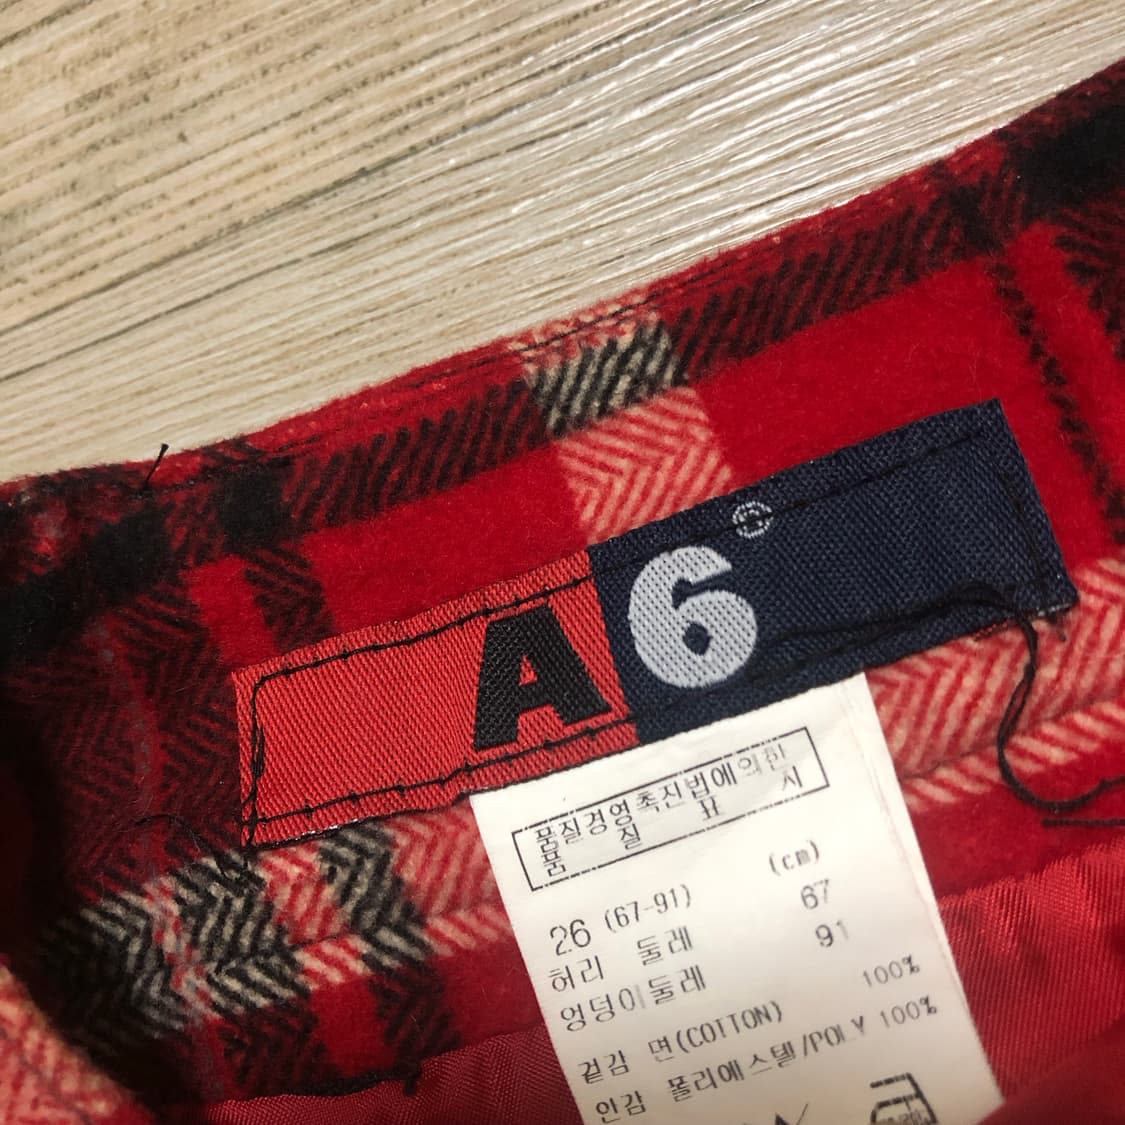 A6
품질경영촉진법에의한
품 질 표 시
(cm)
26 (67-91)
허리 둘레 67
엉덩이둘레 91
겉감 면(COTTON) 100%
안감 폴리에스텔/POLY 100%